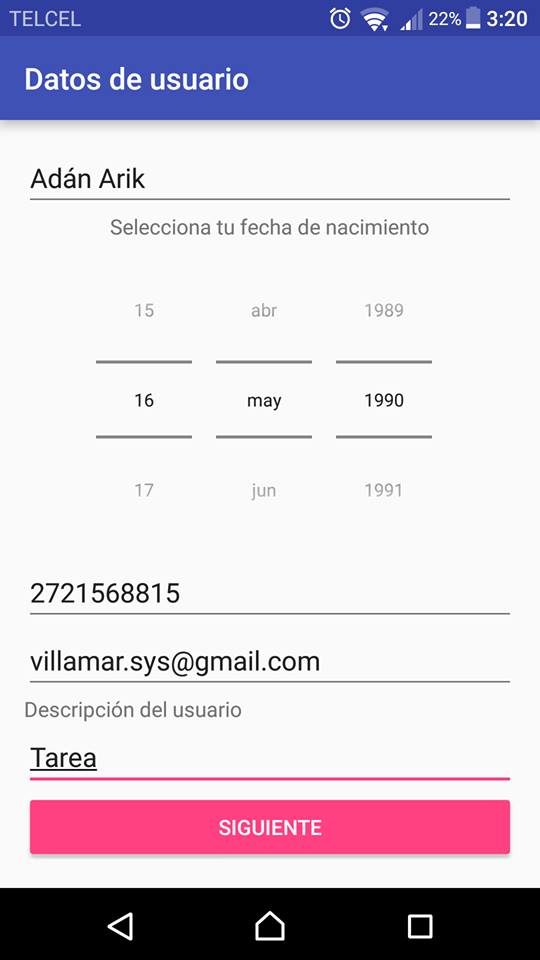 TELCEL 22% 3:20
Datos de usuario
Adán Arik
Selecciona tu fecha de nacimiento
15 abr 1989
16 may 1990
17 jun 1991
2721568815
villamar.sys@gmail.com
Descripción del usuario
Tarea
SIGUIENTE